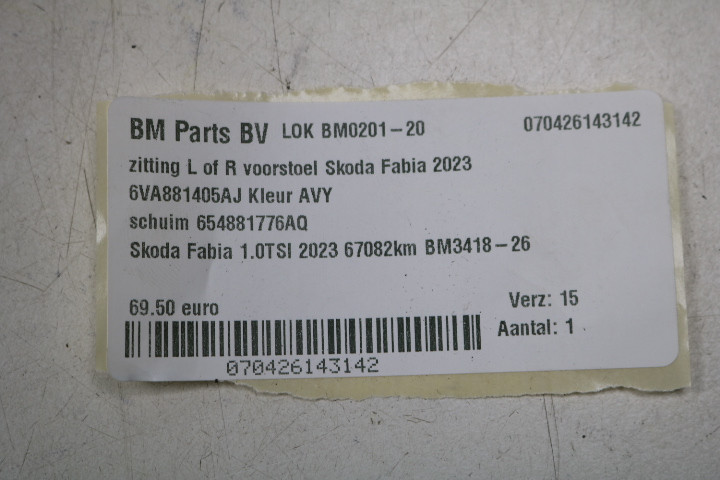 BM Parts BV LOK BM0201-20 070426143142
zitting L of R voorstoel Skoda Fabia 2023
6VA881405AJ Kleur AVY
schuim 654881776AQ
Skoda Fabia 1.0TSI 2023 67082km BM3418-26
69.50 euro Verz: 15
Aantal: 1
070426143142